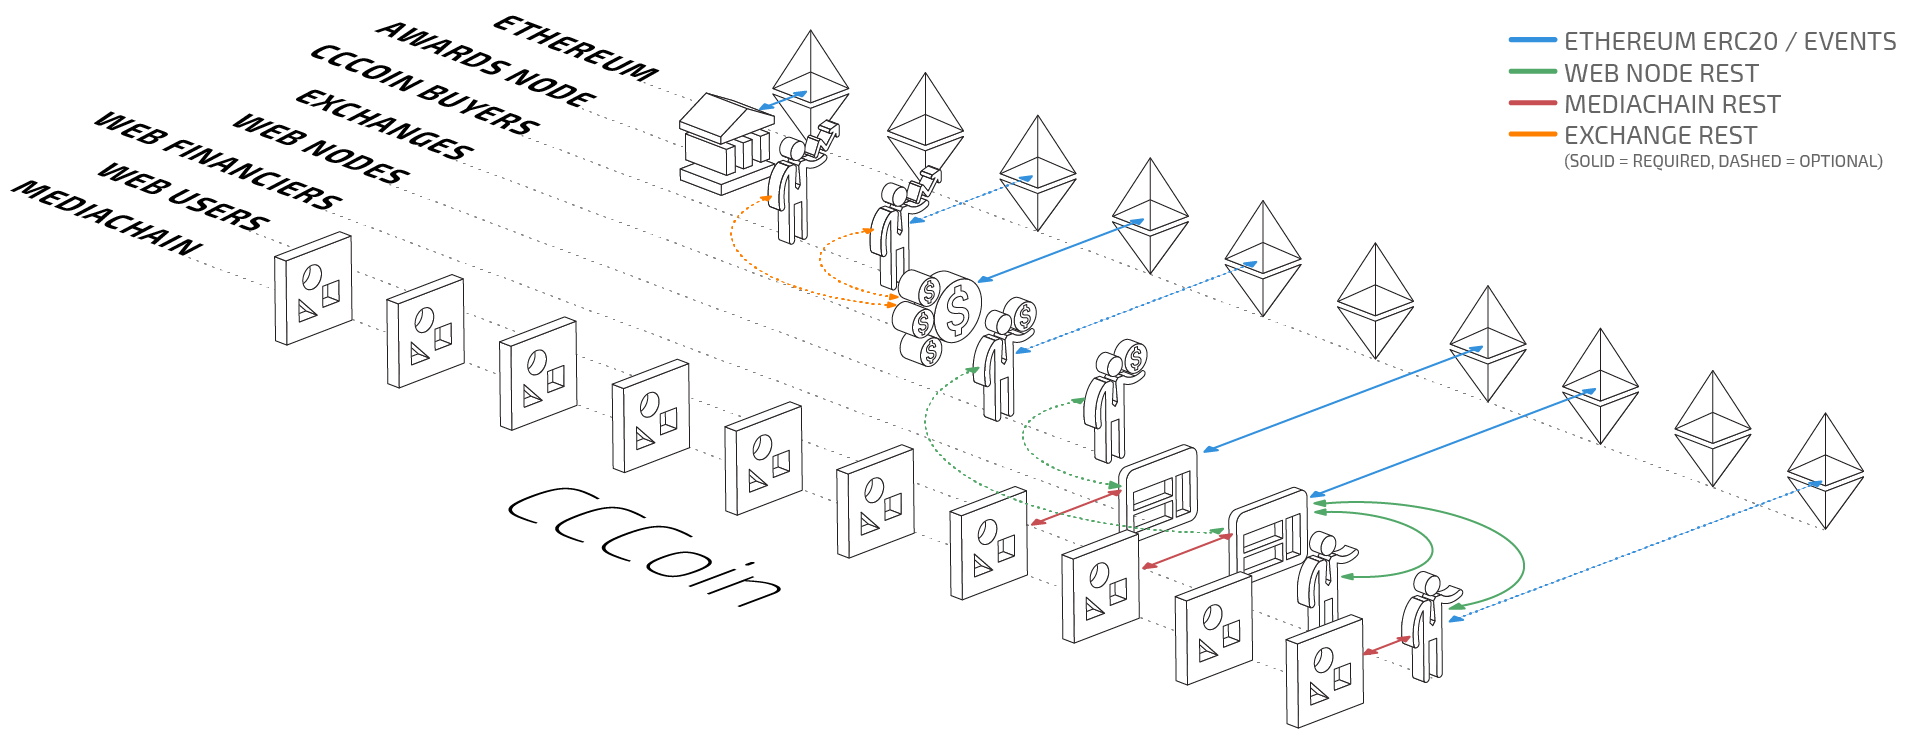 ETHEREUM
AWARDS NODE
CCCOIN BUYERS
EXCHANGES
WEB NODES
WEB FINANCIERS
WEB USERS
MEDIACHAIN
CCCoin
ETHEREUM ERC20 / EVENTS
WEB NODE REST
MEDIACHAIN REST
EXCHANGE REST
(SOLID = REQUIRED, DASHED = OPTIONAL)
$
$
$
$
$
$